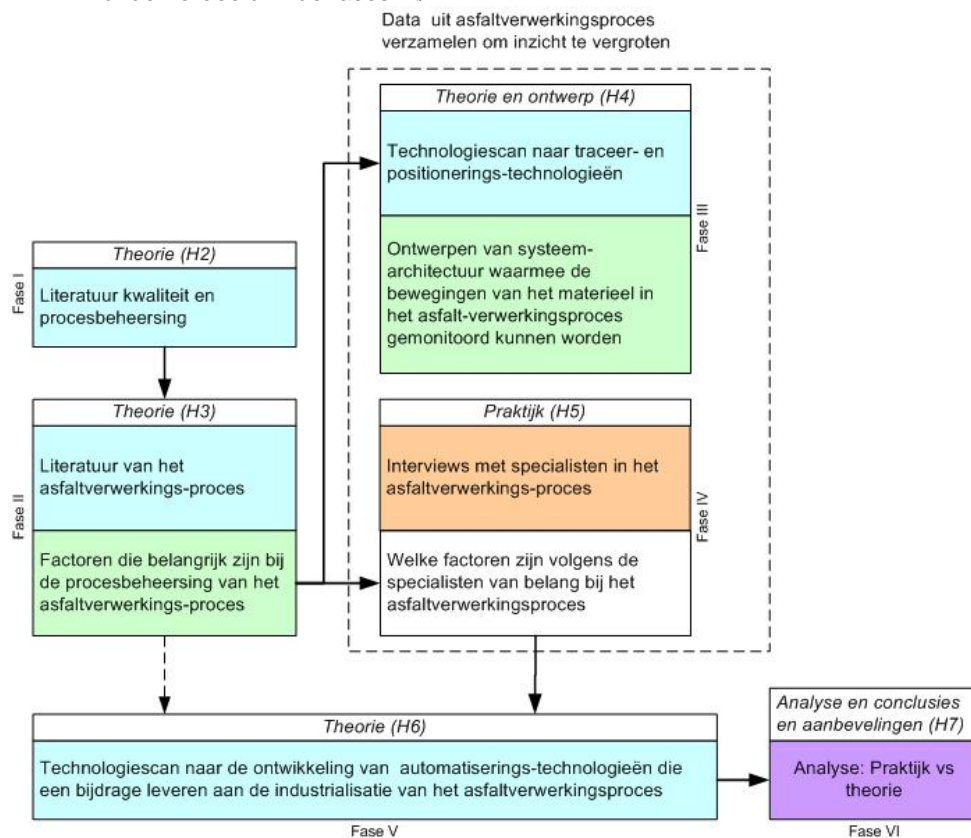 Data uit asfaltverwerkingsproces
verzamelen om inzicht te vergroten
Theorie en ontwerp (H4)
Technologiescan naar traceer- en
positionerings-technologieën
Ontwerpen van systeem-
architectuur waarmee de
bewegingen van het materieel in
het asfalt-verwerkingsproces
gemonitoord kunnen worden
Fase III
Theorie (H2)
Literatuur kwaliteit en
procesbeheersing
Fase I
Theorie (H3)
Literatuur van het
asfaltverwerkings-proces
Factoren die belangrijk zijn bij
de procesbeheersing van het
asfaltverwerkings-proces
Fase II
Praktijk (H5)
Interviews met specialisten in het
asfaltverwerkings-proces
Welke factoren zijn volgens de
specialisten van belang bij het
asfaltverwerkingsproces
Fase IV
Theorie (H6)
Technologiescan naar de ontwikkeling van automatiserings-technologieën die
een bijdrage leveren aan de industrialisatie van het asfaltverwerkingsproces
Fase V
Analyse en conclusies
en aanbevelingen (H7)
Analyse: Praktijk vs
theorie
Fase VI